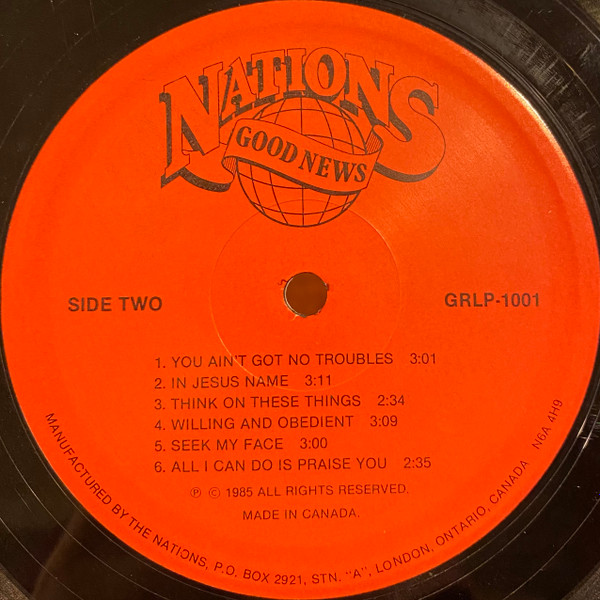 NATIONS
GOOD NEWS
SIDE TWO
GRLP-1001
1. YOU AIN'T GOT NO TROUBLES 3:01
2. IN JESUS NAME 3:11
3. THINK ON THESE THINGS 2:34
4. WILLING AND OBEDIENT 3:09
5. SEEK MY FACE 3:00
6. ALL I CAN DO IS PRAISE YOU 2:35
℗ © 1985 ALL RIGHTS RESERVED.
MADE IN CANADA.
MANUFACTURED BY THE NATIONS, P.O. BOX 2921, STN. "A", LONDON, ONTARIO, CANADA N6A 4H9